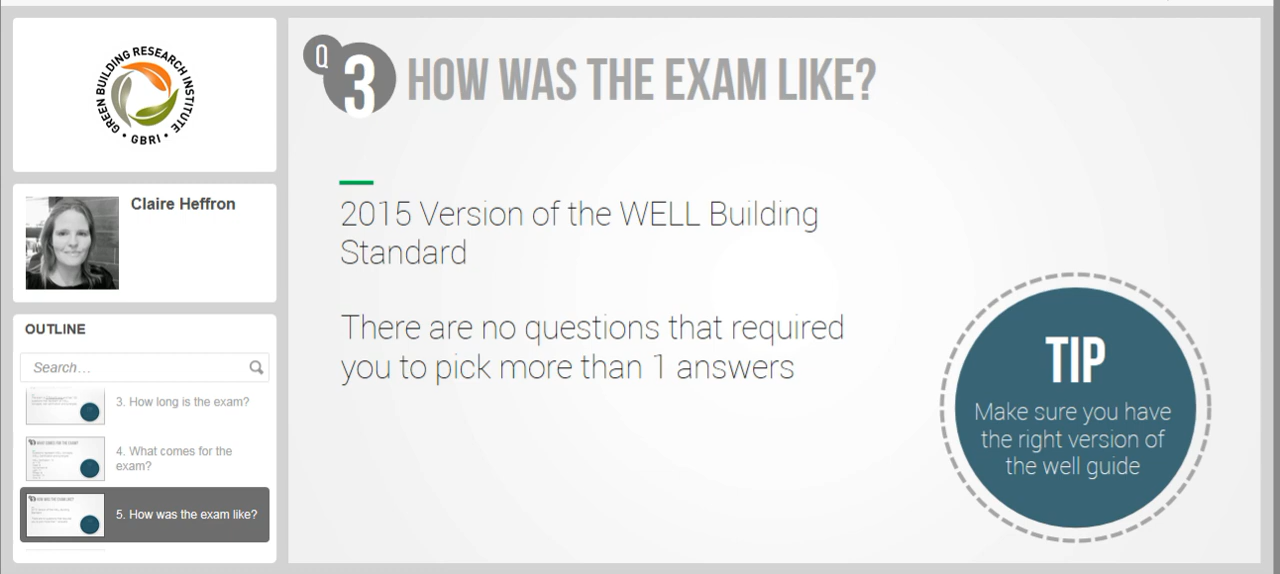 GREEN BUILDING RESEARCH INSTITUTE
• GBRI •
Claire Heffron
OUTLINE
Search...
3. How long is the exam?
4. What comes for the
exam?
5. How was the exam like?
Q
3 HOW WAS THE EXAM LIKE?
2015 Version of the WELL Building
Standard
There are no questions that required
you to pick more than 1 answers
TIP
Make sure you have
the right version of
the well guide